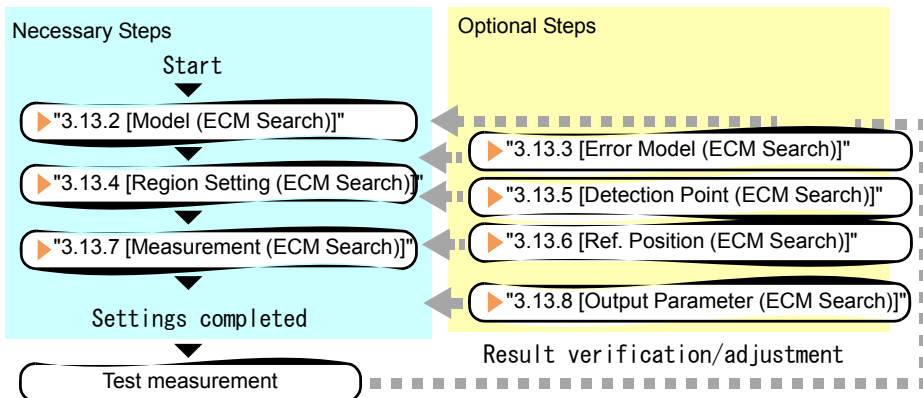 Necessary Steps
Start
"3.13.2 [Model (ECM Search)]"
"3.13.4 [Region Setting (ECM Search)]"
"3.13.7 [Measurement (ECM Search)]"
Settings completed
Test measurement
Optional Steps
"3.13.3 [Error Model (ECM Search)]"
"3.13.5 [Detection Point (ECM Search)]"
"3.13.6 [Ref. Position (ECM Search)]"
"3.13.8 [Output Parameter (ECM Search)]"
Result verification/adjustment